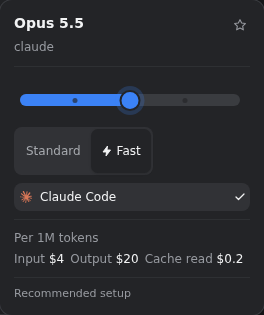 Opus 5.5
claude
Standard
Fast
Claude Code
Per 1M tokens
Input $4 Output $20 Cache read $0.2
Recommended setup